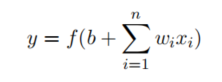 y = f(b + \sum_{i=1}^{n} w_i x_i)